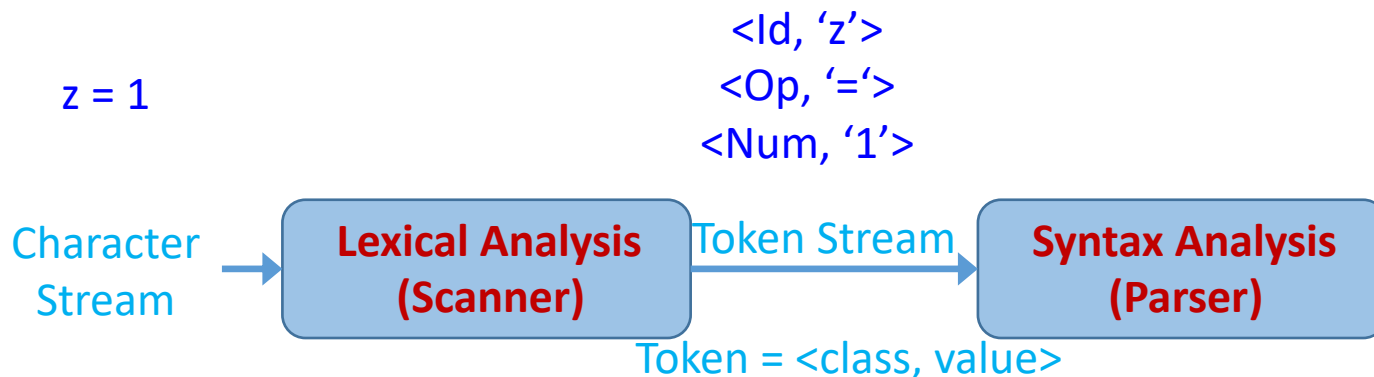 <Id, ‘z’>
<Op, ‘=‘>
<Num, ‘1’>
z = 1
Character
Stream
Lexical Analysis
(Scanner)
Token Stream
Syntax Analysis
(Parser)
Token = <class, value>